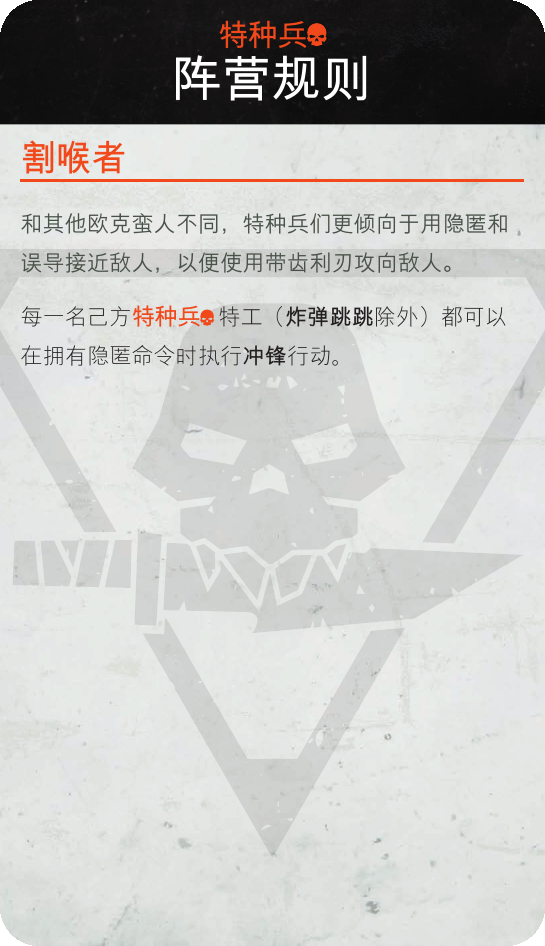 特种兵
阵营规则
割喉者
和其他欧克蛮人不同，特种兵们更倾向于用隐匿和
误导接近敌人，以便使用带齿利刃攻向敌人。
每一名己方特种兵特工（炸弹跳跳除外）都可以
在拥有隐匿命令时执行冲锋行动。